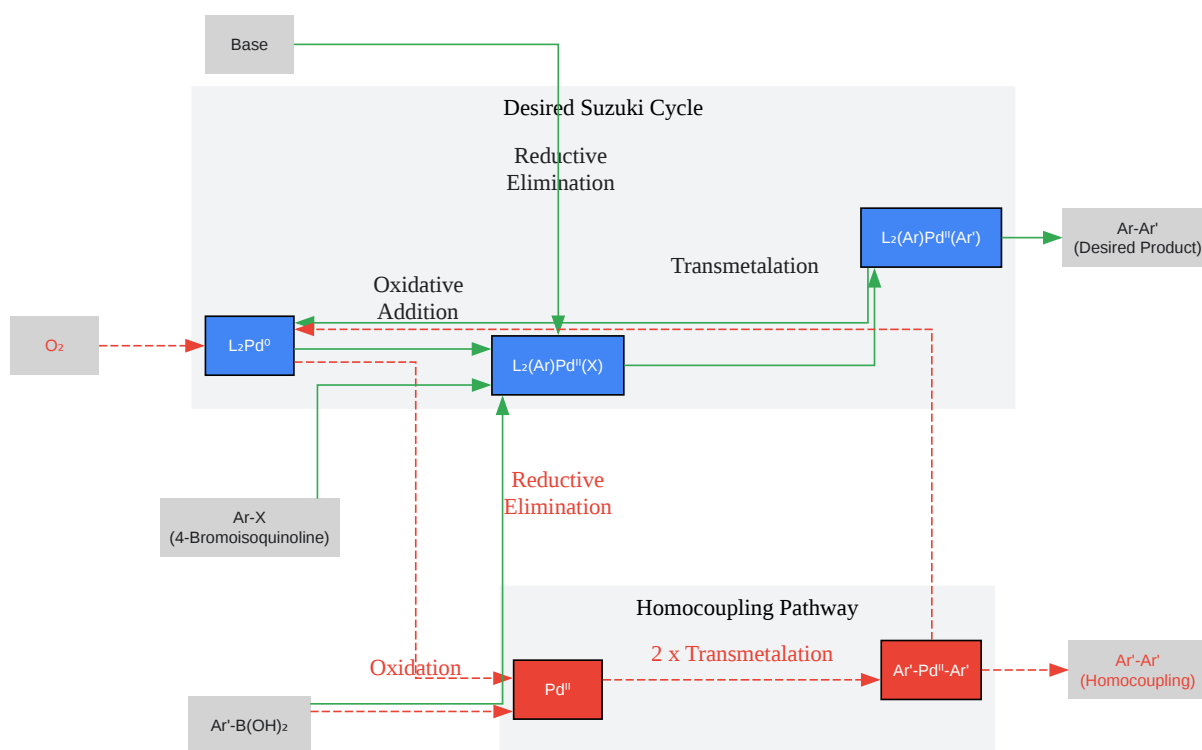 Base
Desired Suzuki Cycle
Reductive
Elimination
L₂(Ar)Pdᴵᴵ(Ar')
Ar-Ar'
(Desired Product)
Transmetalation
Oxidative
Addition
O₂
L₂Pd⁰
L₂(Ar)Pdᴵᴵ(X)
Reductive
Elimination
Ar-X
(4-Bromoisoquinoline)
Homocoupling Pathway
2 x Transmetalation
Oxidation
Pdᴵᴵ
Ar'-Pdᴵᴵ-Ar'
Ar'-Ar'
(Homocoupling)
Ar'-B(OH)₂